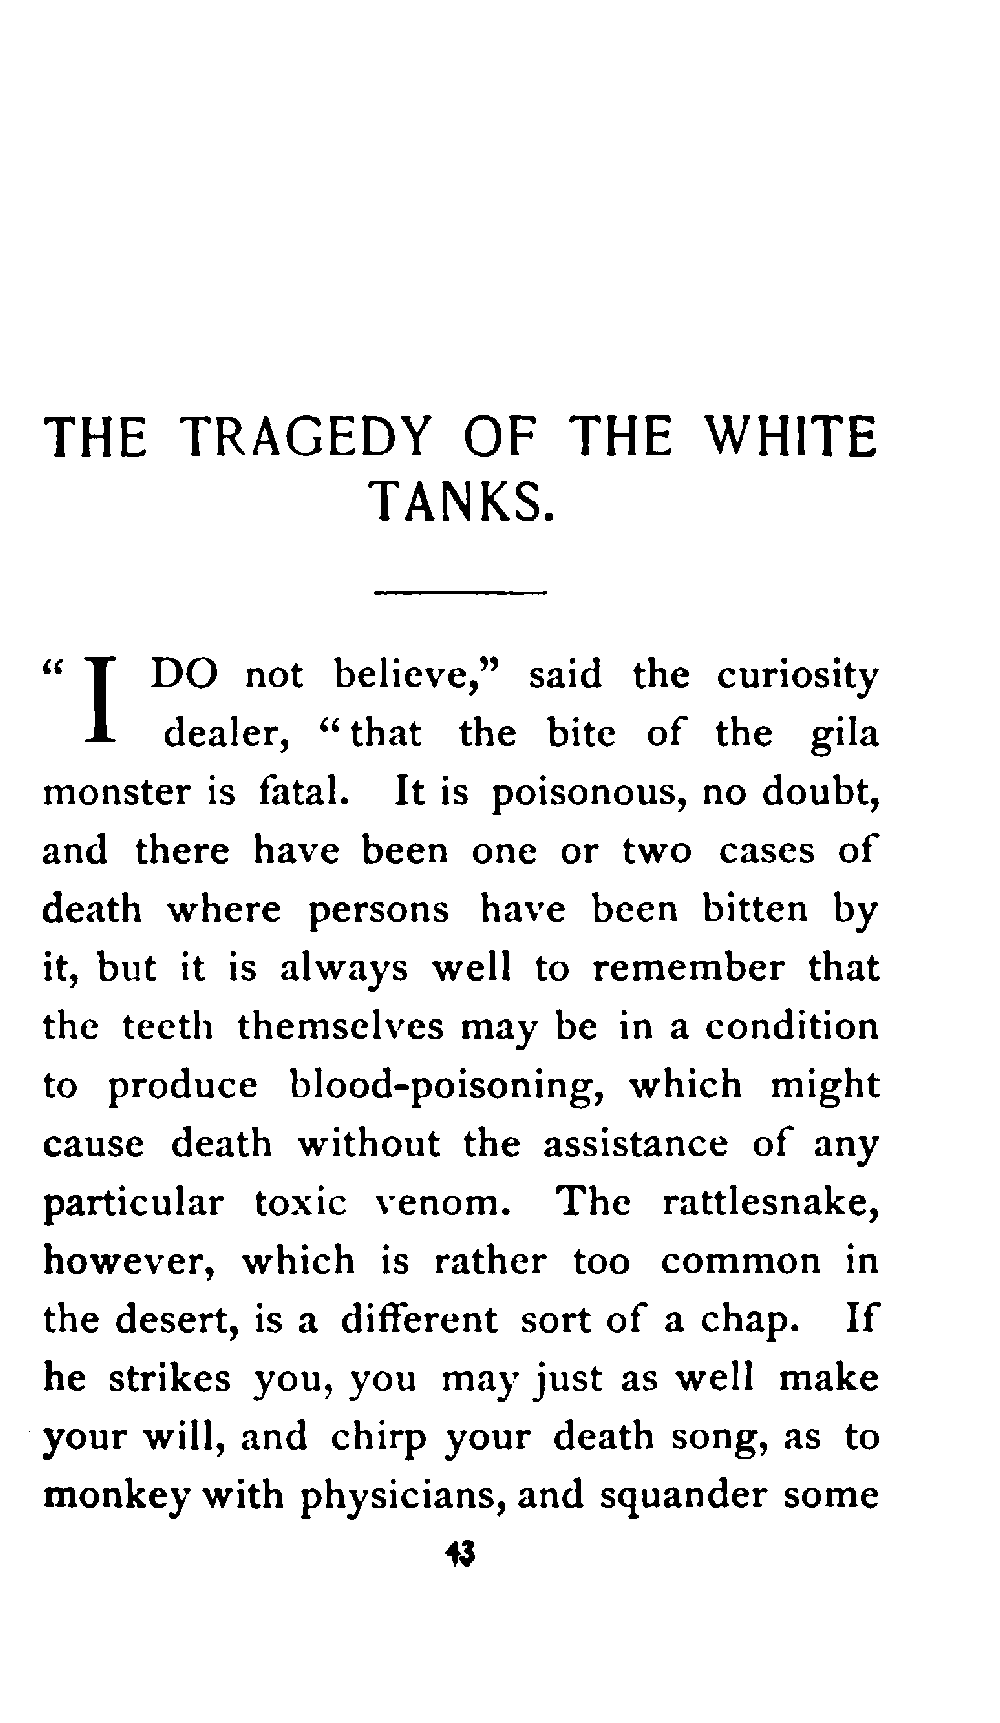 THE TRAGEDY OF THE WHITE
TANKS.
“I DO not believe,” said the curiosity
dealer, “that the bite of the gila
monster is fatal. It is poisonous, no doubt,
and there have been one or two cases of
death where persons have been bitten by
it, but it is always well to remember that
the teeth themselves may be in a condition
to produce blood-poisoning, which might
cause death without the assistance of any
particular toxic venom. The rattlesnake,
however, which is rather too common in
the desert, is a different sort of a chap. If
he strikes you, you may just as well make
your will, and chirp your death song, as to
monkey with physicians, and squander some
43